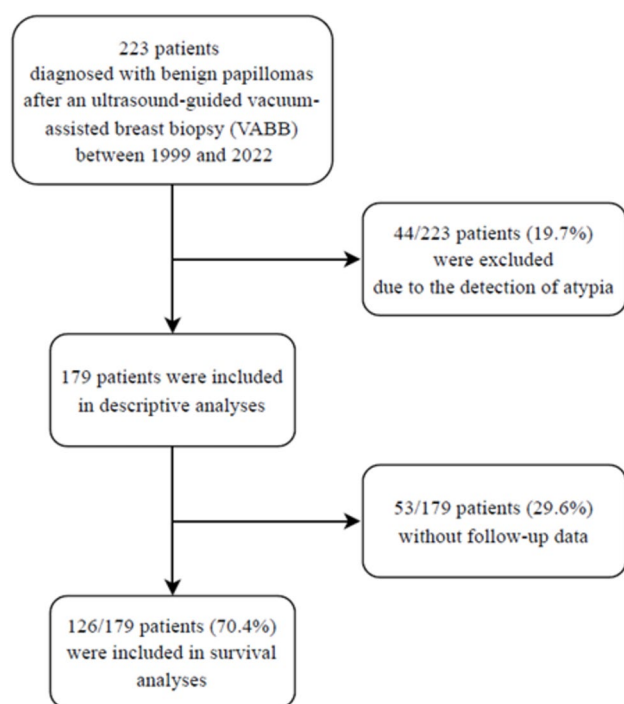 223 patients
diagnosed with benign papillomas
after an ultrasound-guided vacuum-
assisted breast biopsy (VABB)
between 1999 and 2022
44/223 patients (19.7%)
were excluded
due to the detection of atypia
179 patients were included
in descriptive analyses
53/179 patients (29.6%)
without follow-up data
126/179 patients (70.4%)
were included in survival
analyses